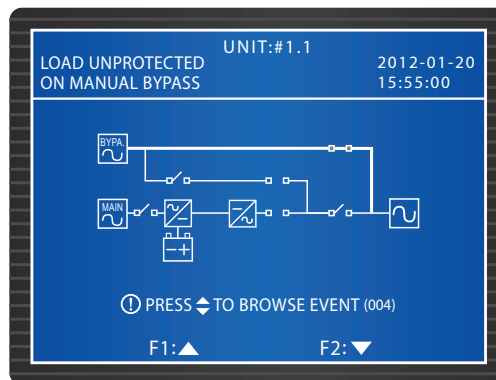 UNIT:#1.1
LOAD UNPROTECTED
ON MANUAL BYPASS
2012-01-20
15:55:00
BYPA.
MAIN
PRESS TO BROWSE EVENT (004)
F1:
F2: